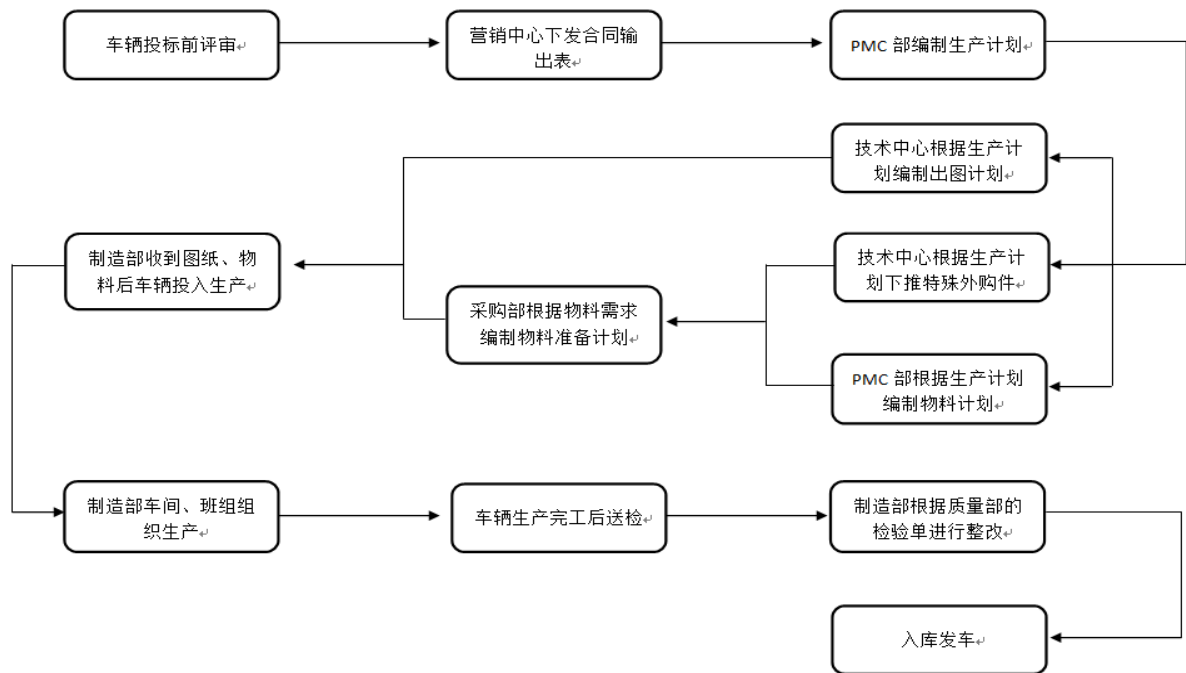 车辆投标前评审
营销中心下发合同输
出表
PMC 部编制生产计划
技术中心根据生产计
划编制出图计划
制造部收到图纸、物
料后车辆投入生产
技术中心根据生产计
划下推特殊外购件
采购部根据物料需求
编制物料准备计划
PMC 部根据生产计划
编制物料计划
制造部车间、班组组
织生产
车辆生产完工后送检
制造部根据质量部的
检验单进行整改
入库发车